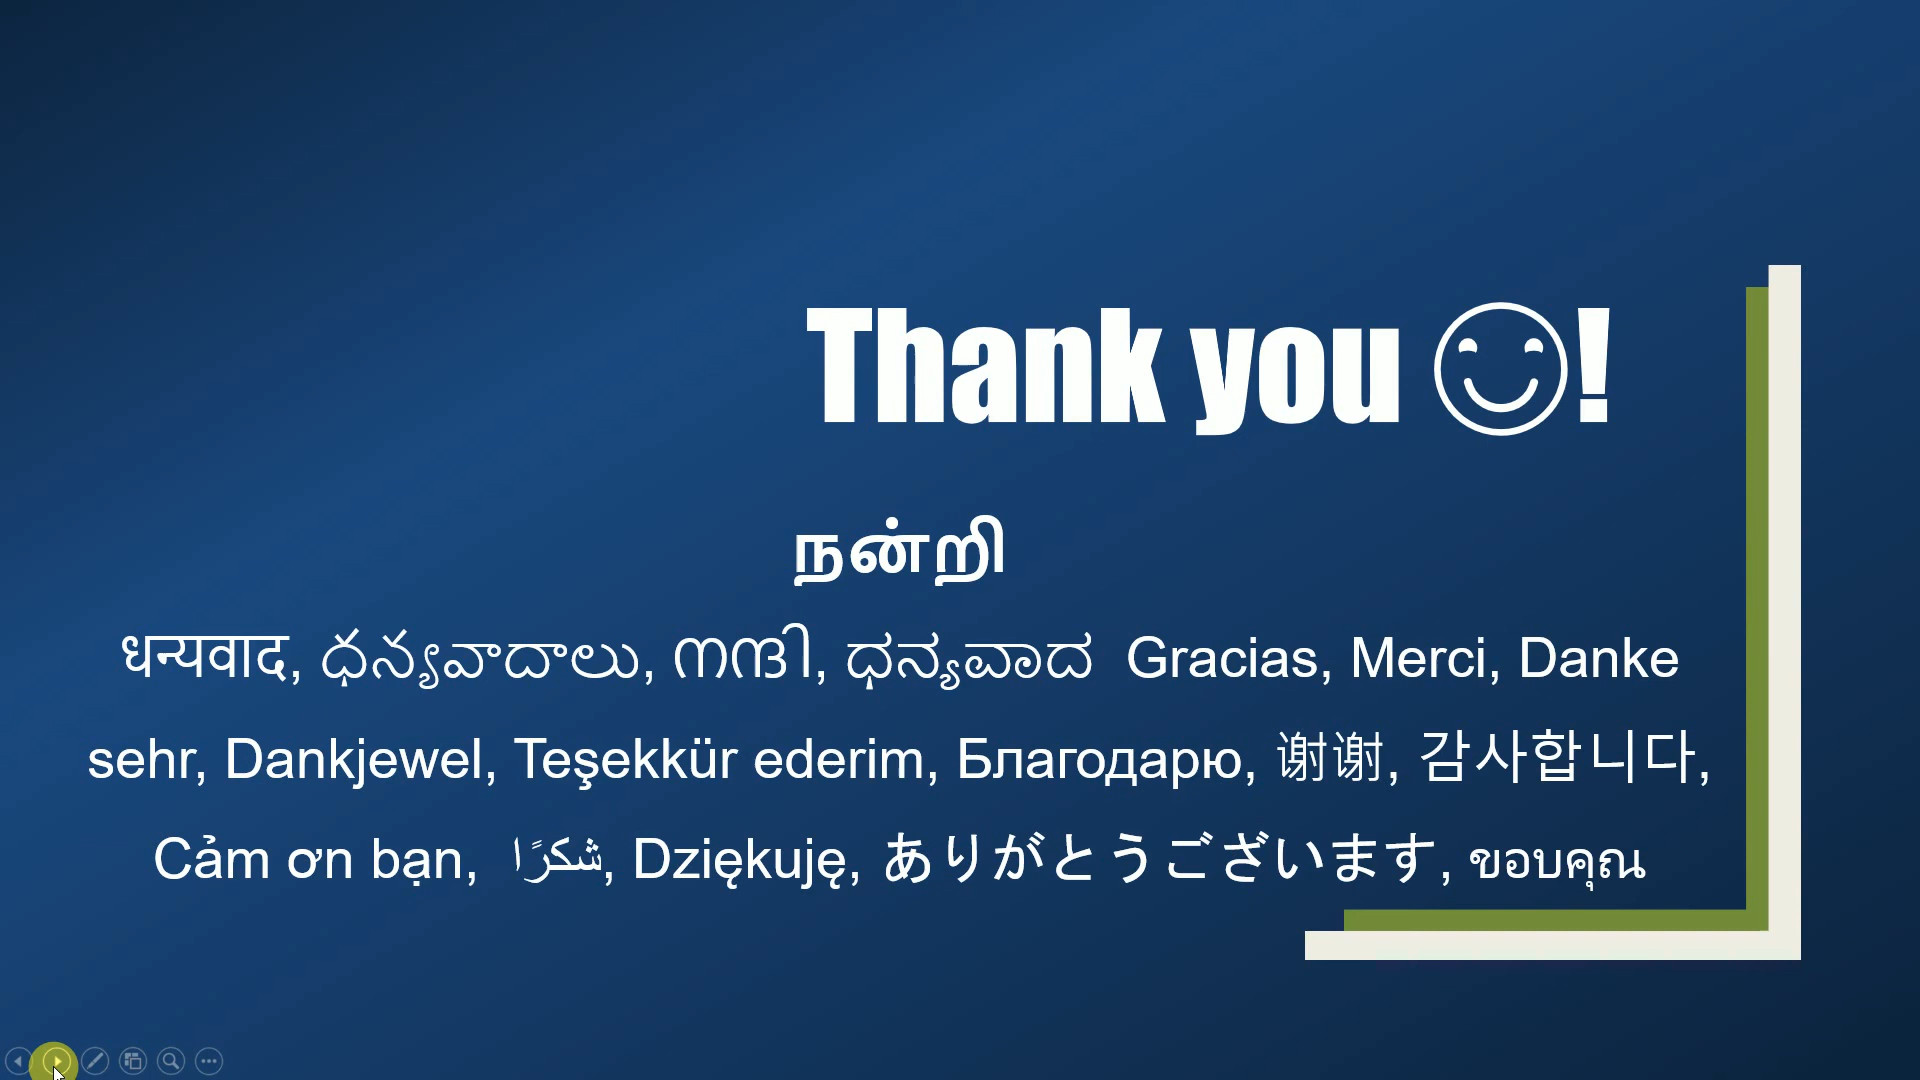 Thank you ☺!
நன்றி
धन्यवाद, ధన్యవాదాలు, നന്ദി, ಧನ್ಯವಾದ Gracias, Merci, Danke
sehr, Dankjewel, Teşekkür ederim, Благодарю, 谢谢, 감사합니다,
Cảm ơn bạn, شكرًا, Dziękuję, ありがとうございます, ขอบคุณ